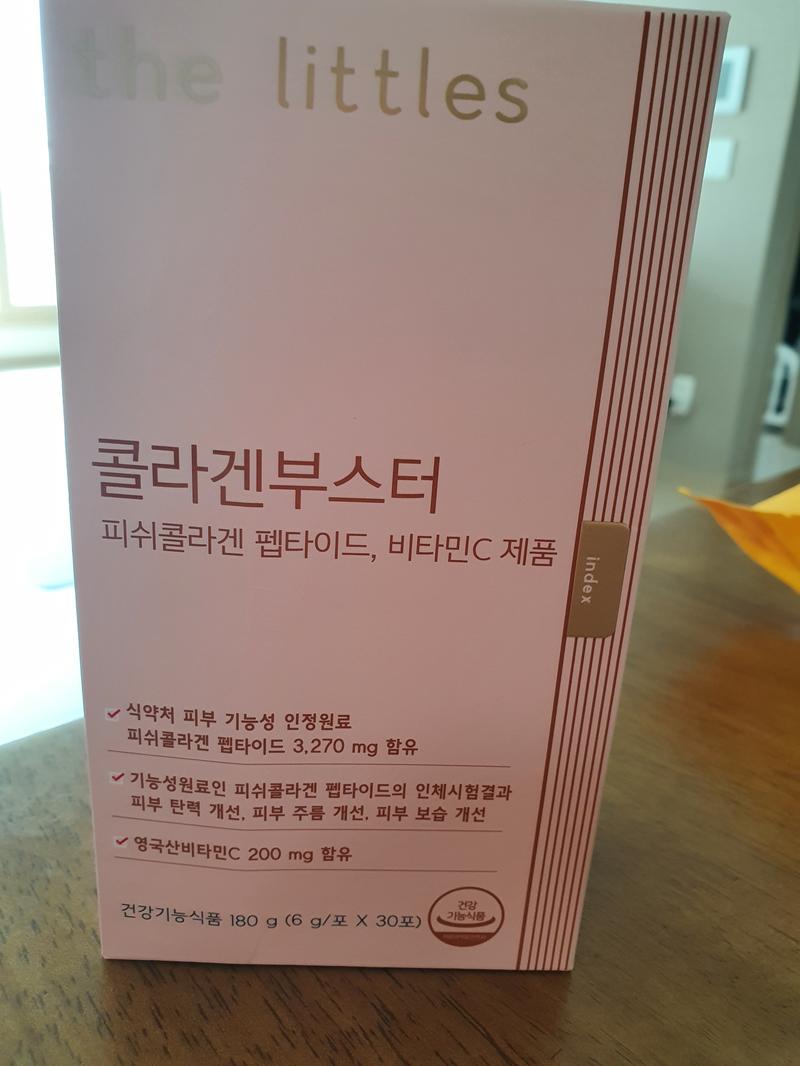 the littles
콜라겐부스터
피쉬콜라겐 펩타이드, 비타민C 제품
index
식약처 피부 기능성 인정원료
피쉬콜라겐 펩타이드 3,270 mg 함유
기능성원료인 피쉬콜라겐 펩타이드의 인체시험결과
피부 탄력 개선, 피부 주름 개선, 피부 보습 개선
영국산비타민C 200 mg 함유
건강기능식품 180 g (6 g/포 X 30포)
건강
기능식품